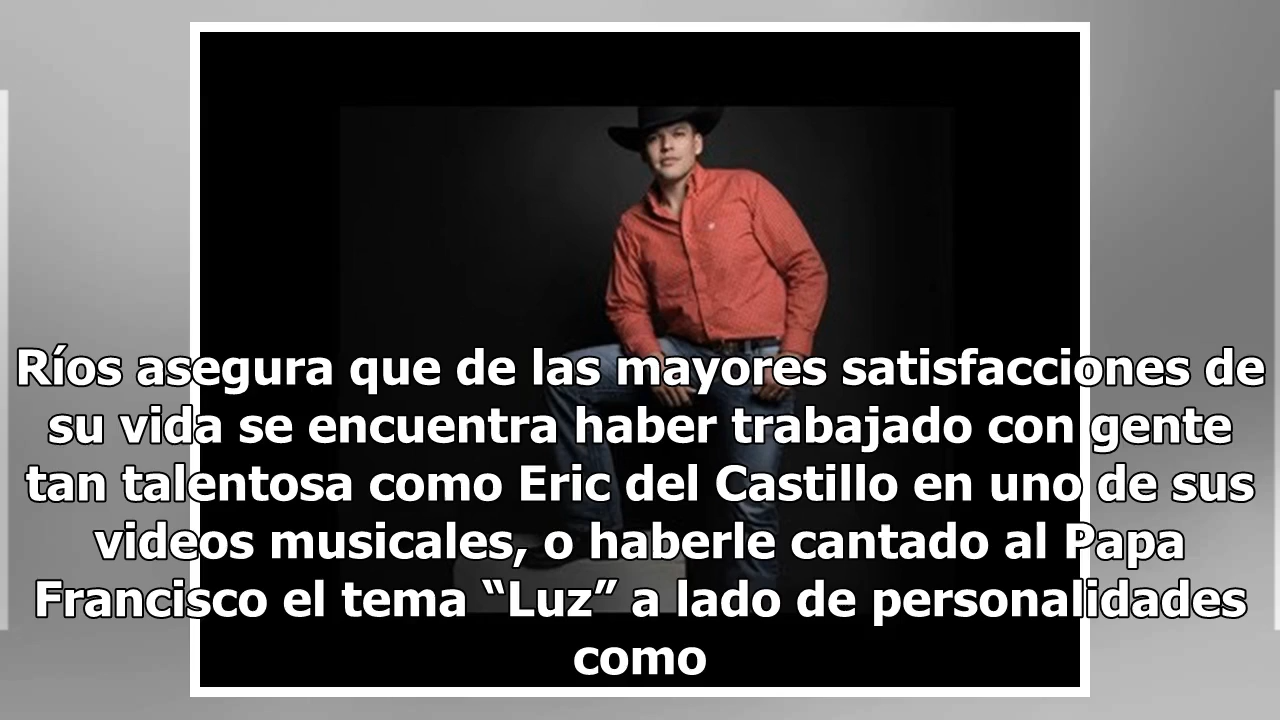 Ríos asegura que de las mayores satisfacciones de
su vida se encuentra haber trabajado con gente
tan talentosa como Eric del Castillo en uno de sus
videos musicales, o haberle cantado al Papa
Francisco el tema “Luz” a lado de personalidades
como